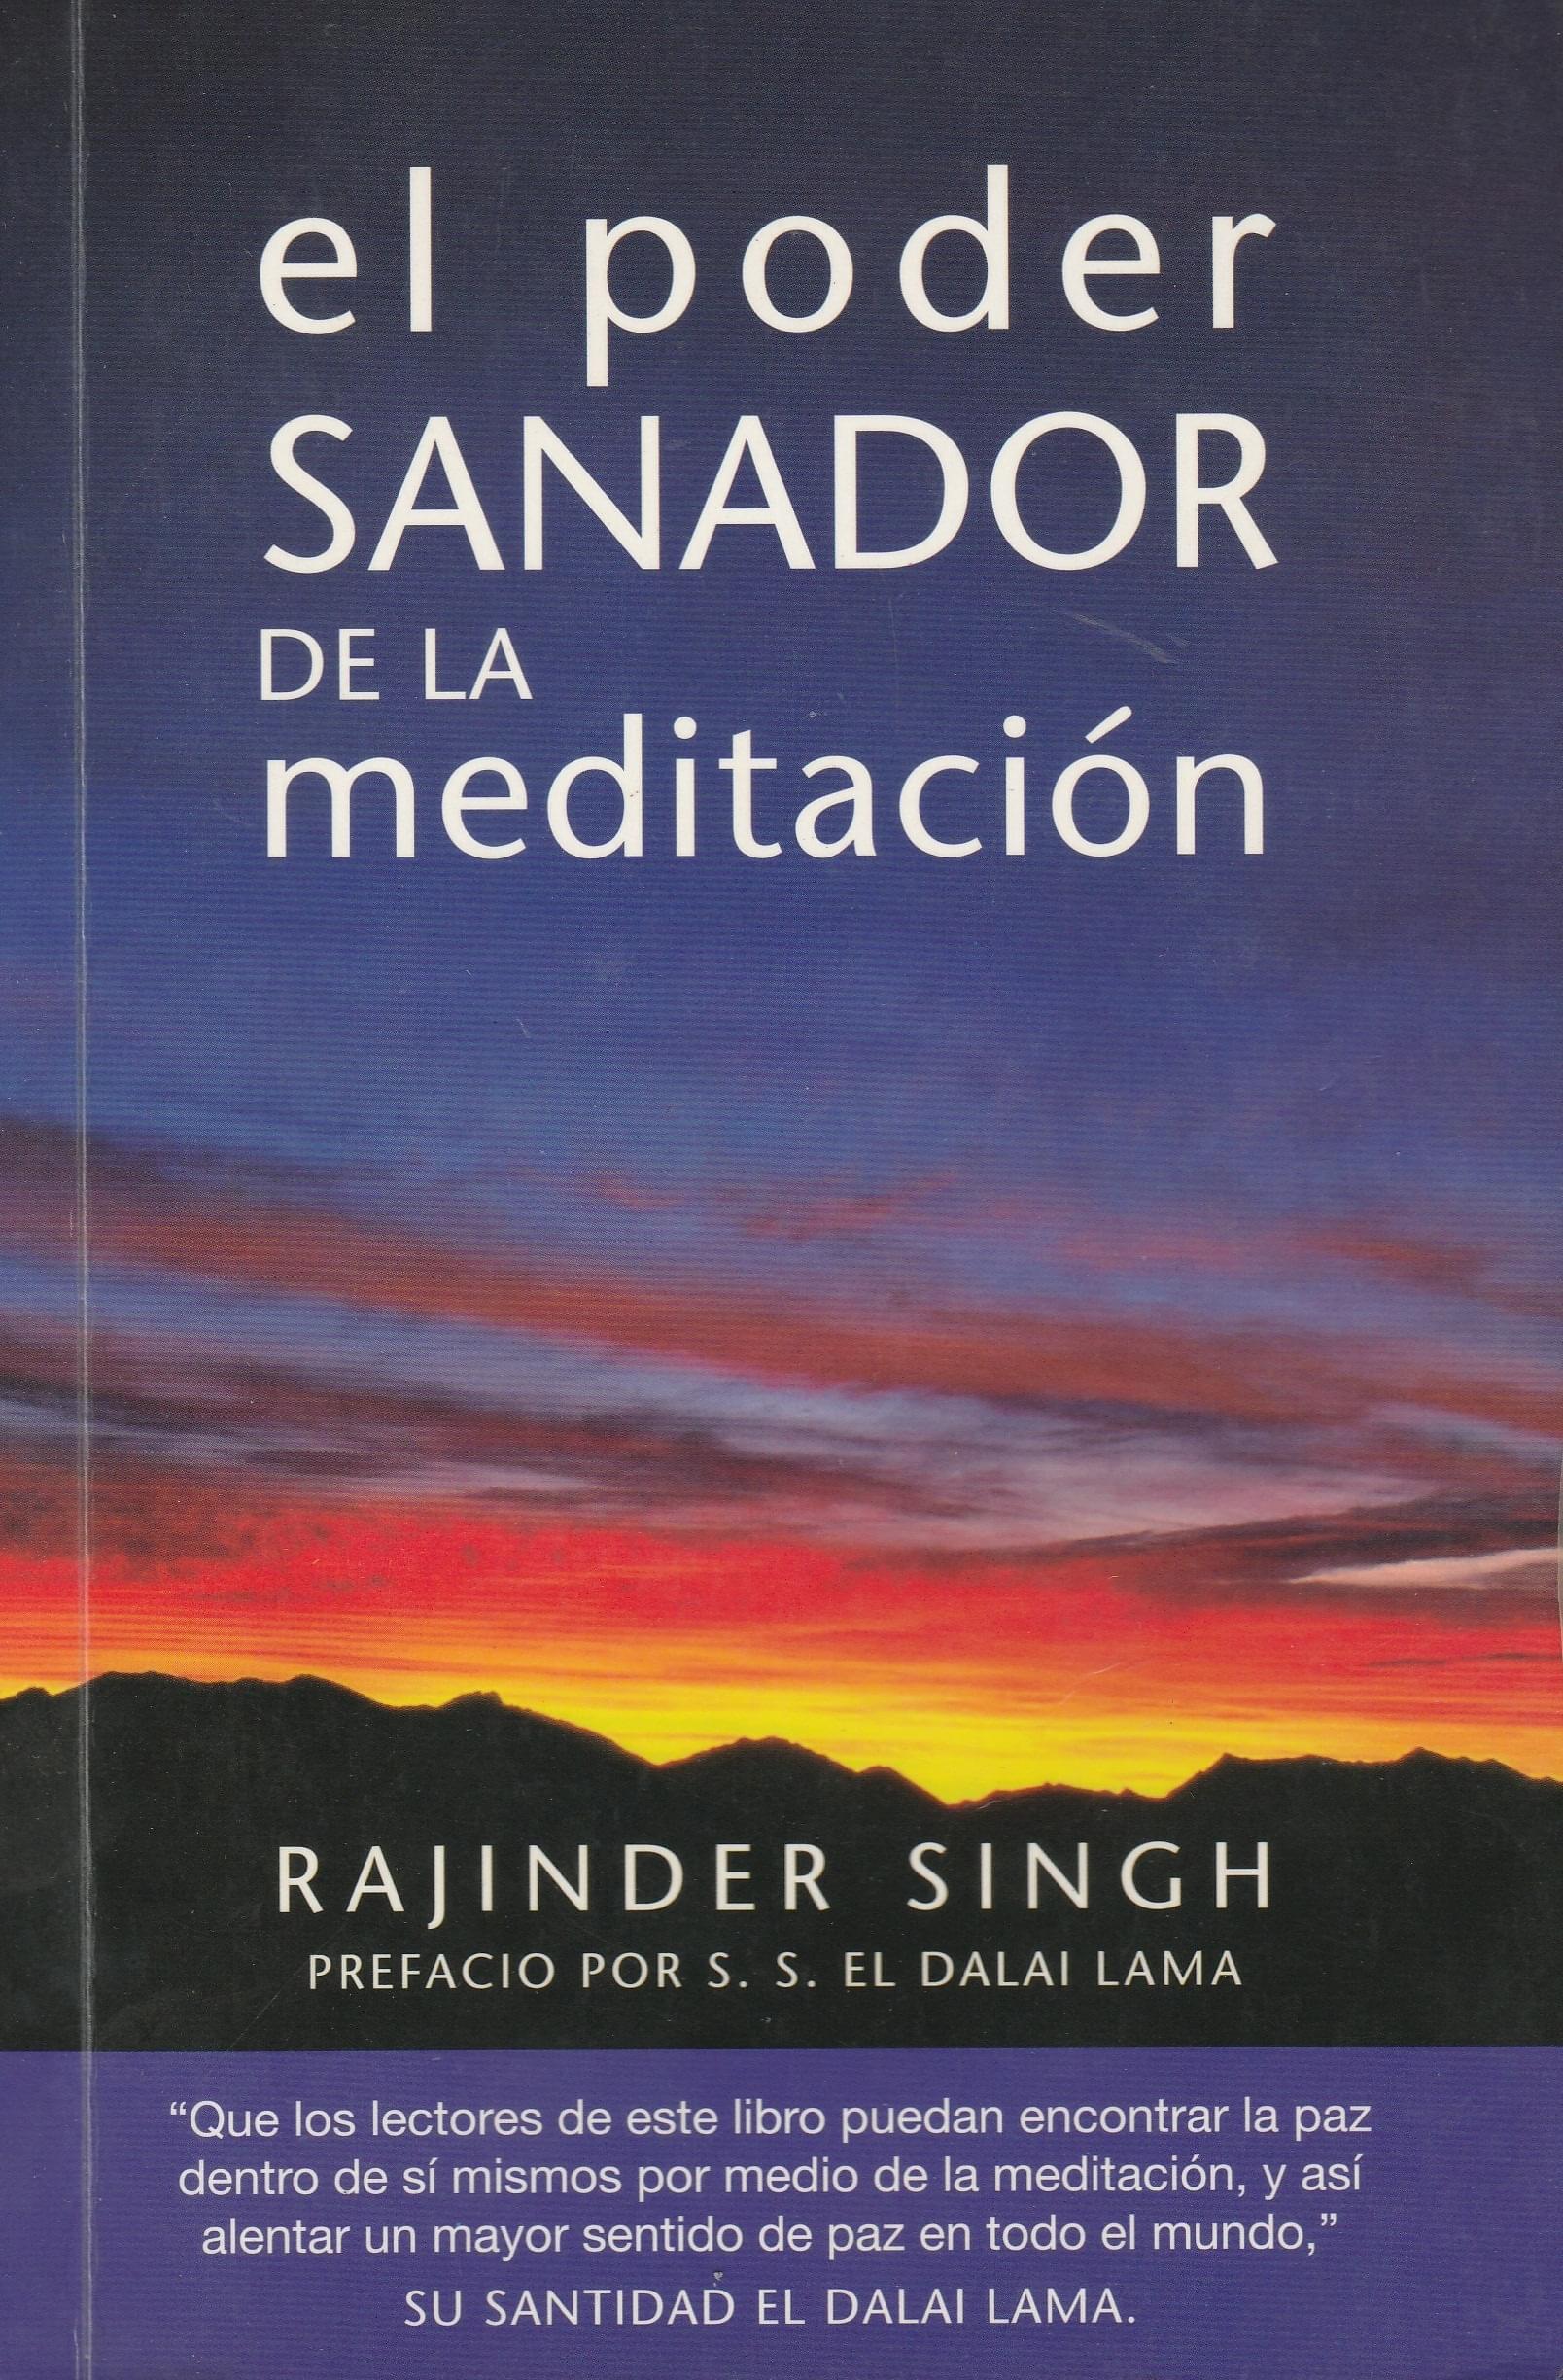 el poder
SANADOR
DE LA
meditación
RAJINDER SINGH
PREFACIO POR S. S. EL DALAI LAMA
“Que los lectores de este libro puedan encontrar la paz
dentro de sí mismos por medio de la meditación, y así
alentar un mayor sentido de paz en todo el mundo,”
SU SANTIDAD EL DALAI LAMA.